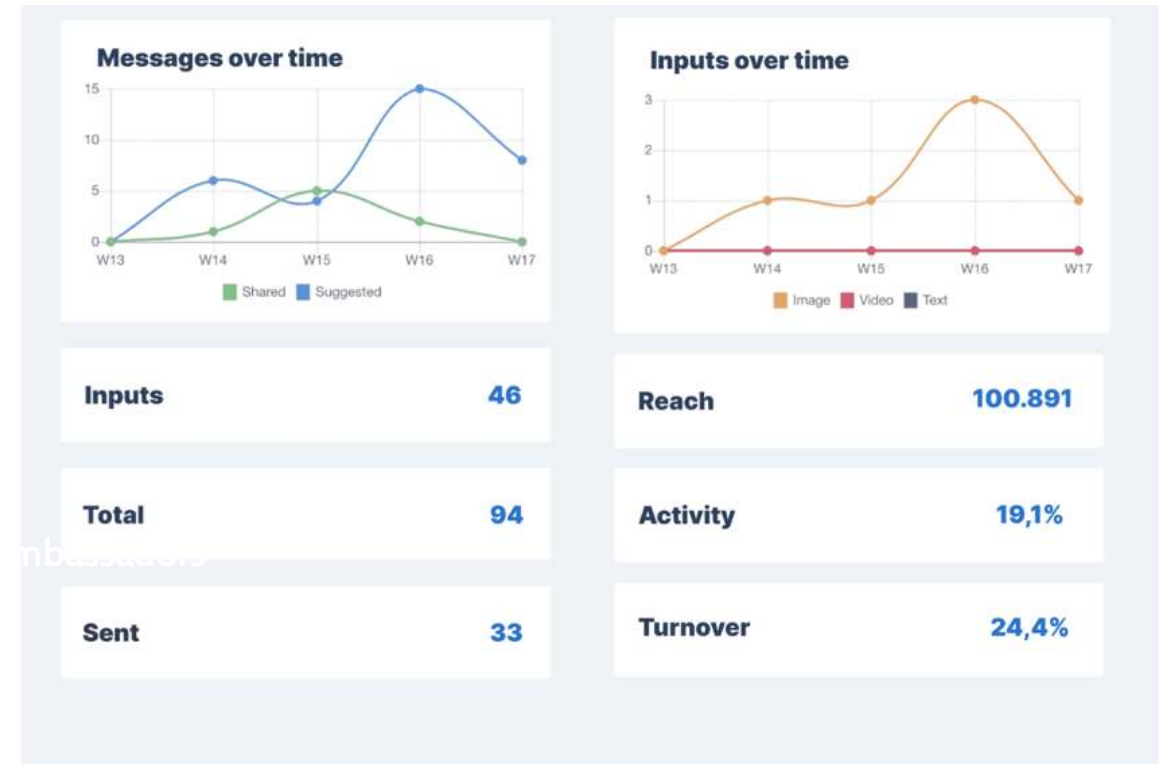 Messages over time
15
10
5
0
W13 W14 W15 W16 W17
Shared Suggested
Inputs over time
3
2
1
0
W13 W14 W15 W16 W17
Image Video Text
Inputs 46
Total 94
Sent 33
Reach 100.891
Activity 19,1%
Turnover 24,4%